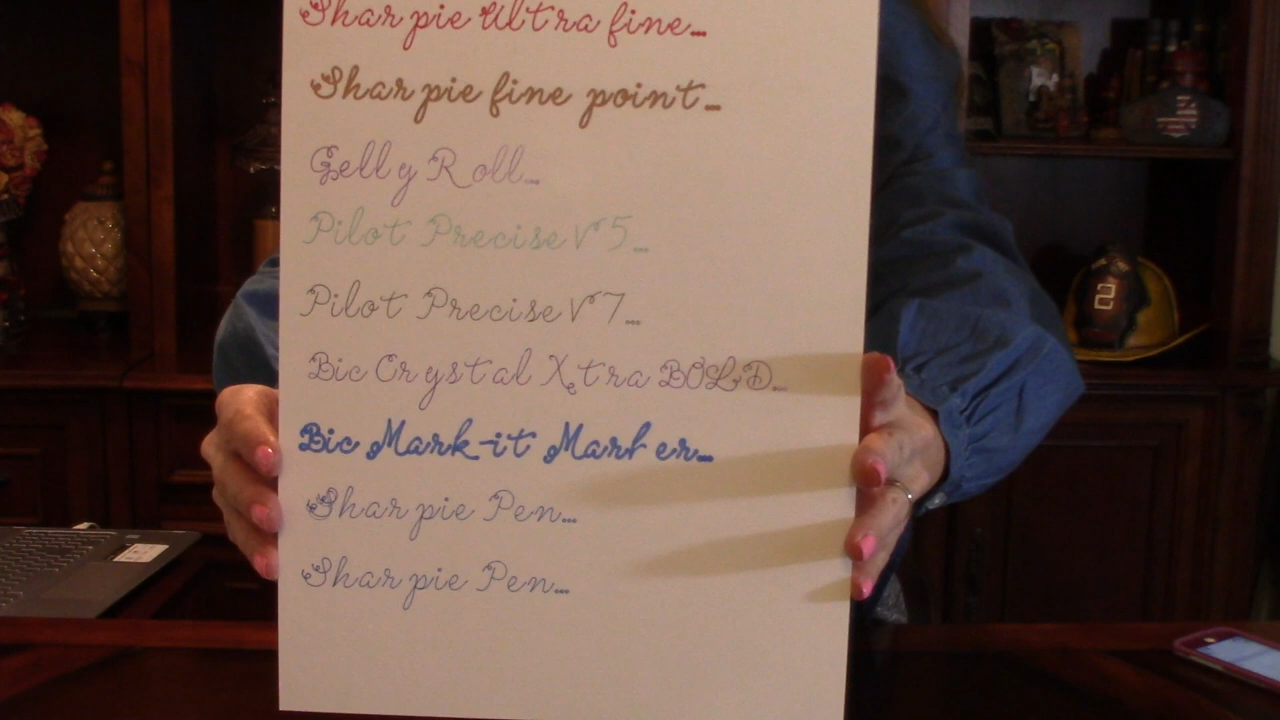 Sharpie Ultra fine...
Sharpie fine point...
Gelly Roll...
Pilot Precise V5...
Pilot Precise V7...
Bic Crystal Xtra BOLD...
Bic Mark-it Marker...
Sharpie Pen...
Sharpie Pen...
2